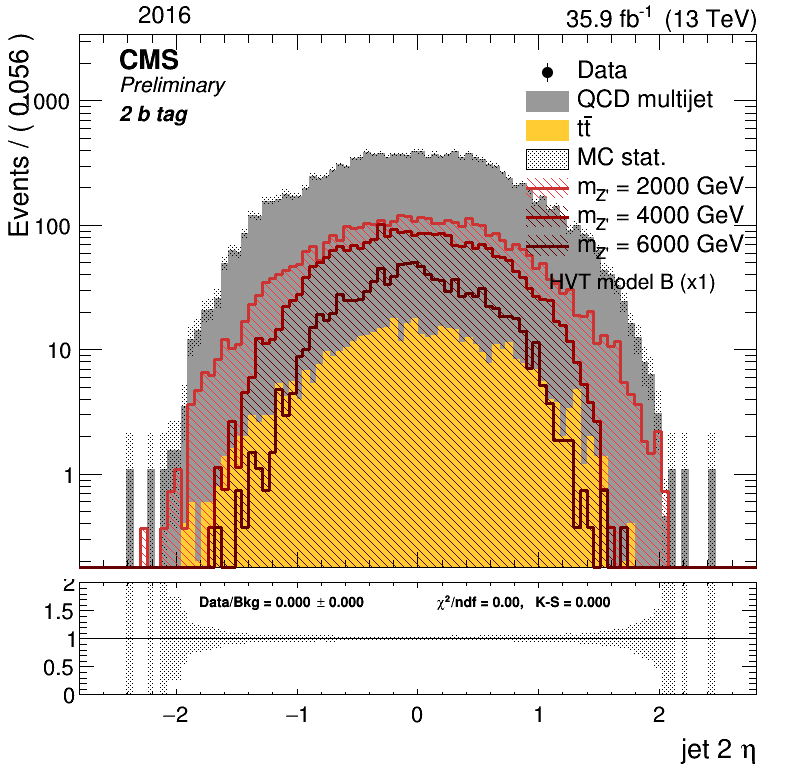 2016 35.9 fb⁻¹ (13 TeV)
CMS
Preliminary
2 b tag
Data
QCD multijet
tt̄
MC stat.
m_Z' = 2000 GeV
m_Z' = 4000 GeV
m_Z' = 6000 GeV
HVT model B (x1)
Events / ( 0.056 )
000
100
10
1
Data/Bkg = 0.000 ± 0.000 χ²/ndf = 0.00, K-S = 0.000
2
1.5
1
0.5
0
−2 −1 0 1 2
jet 2 η